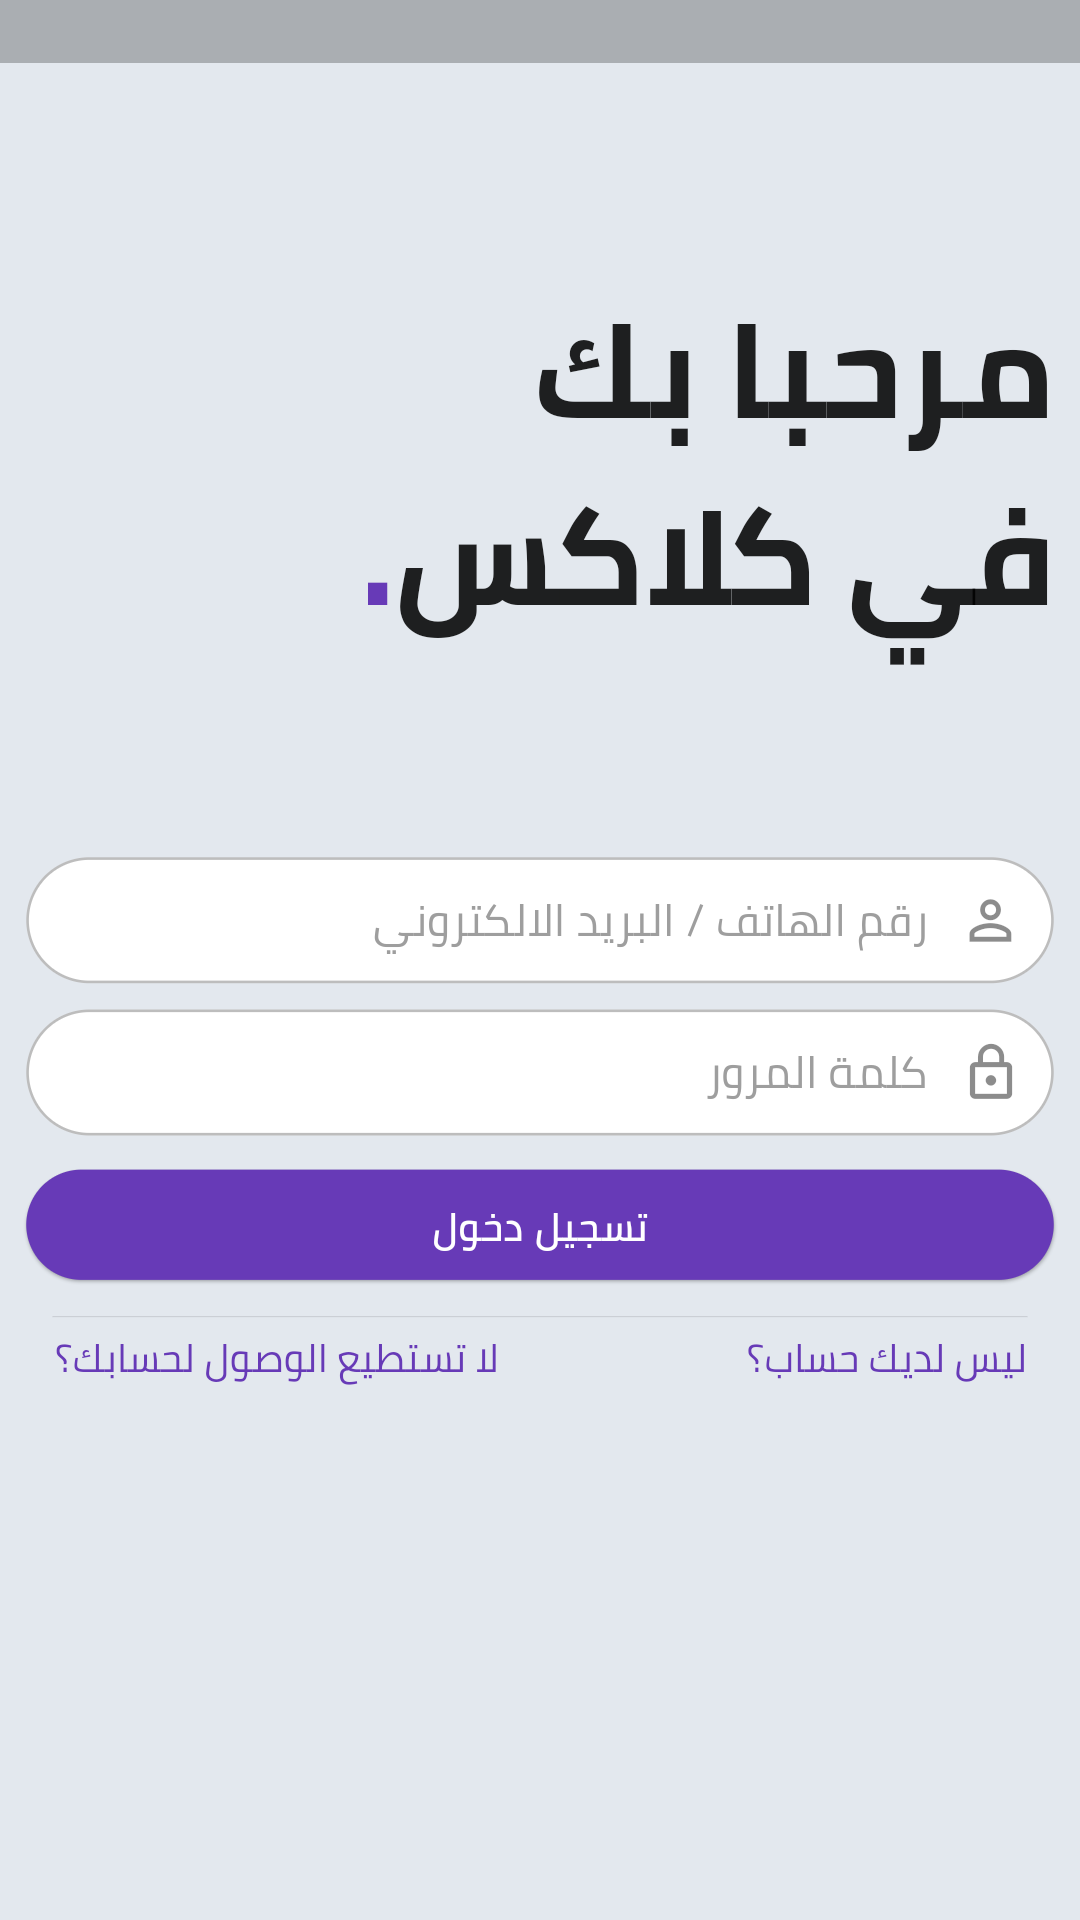 مرحبا بك
في كلاكس.
رقم الهاتف / البريد الالكتروني
كلمة المرور
تسجيل دخول
ليس لديك حساب؟
لا تستطيع الوصول لحسابك؟